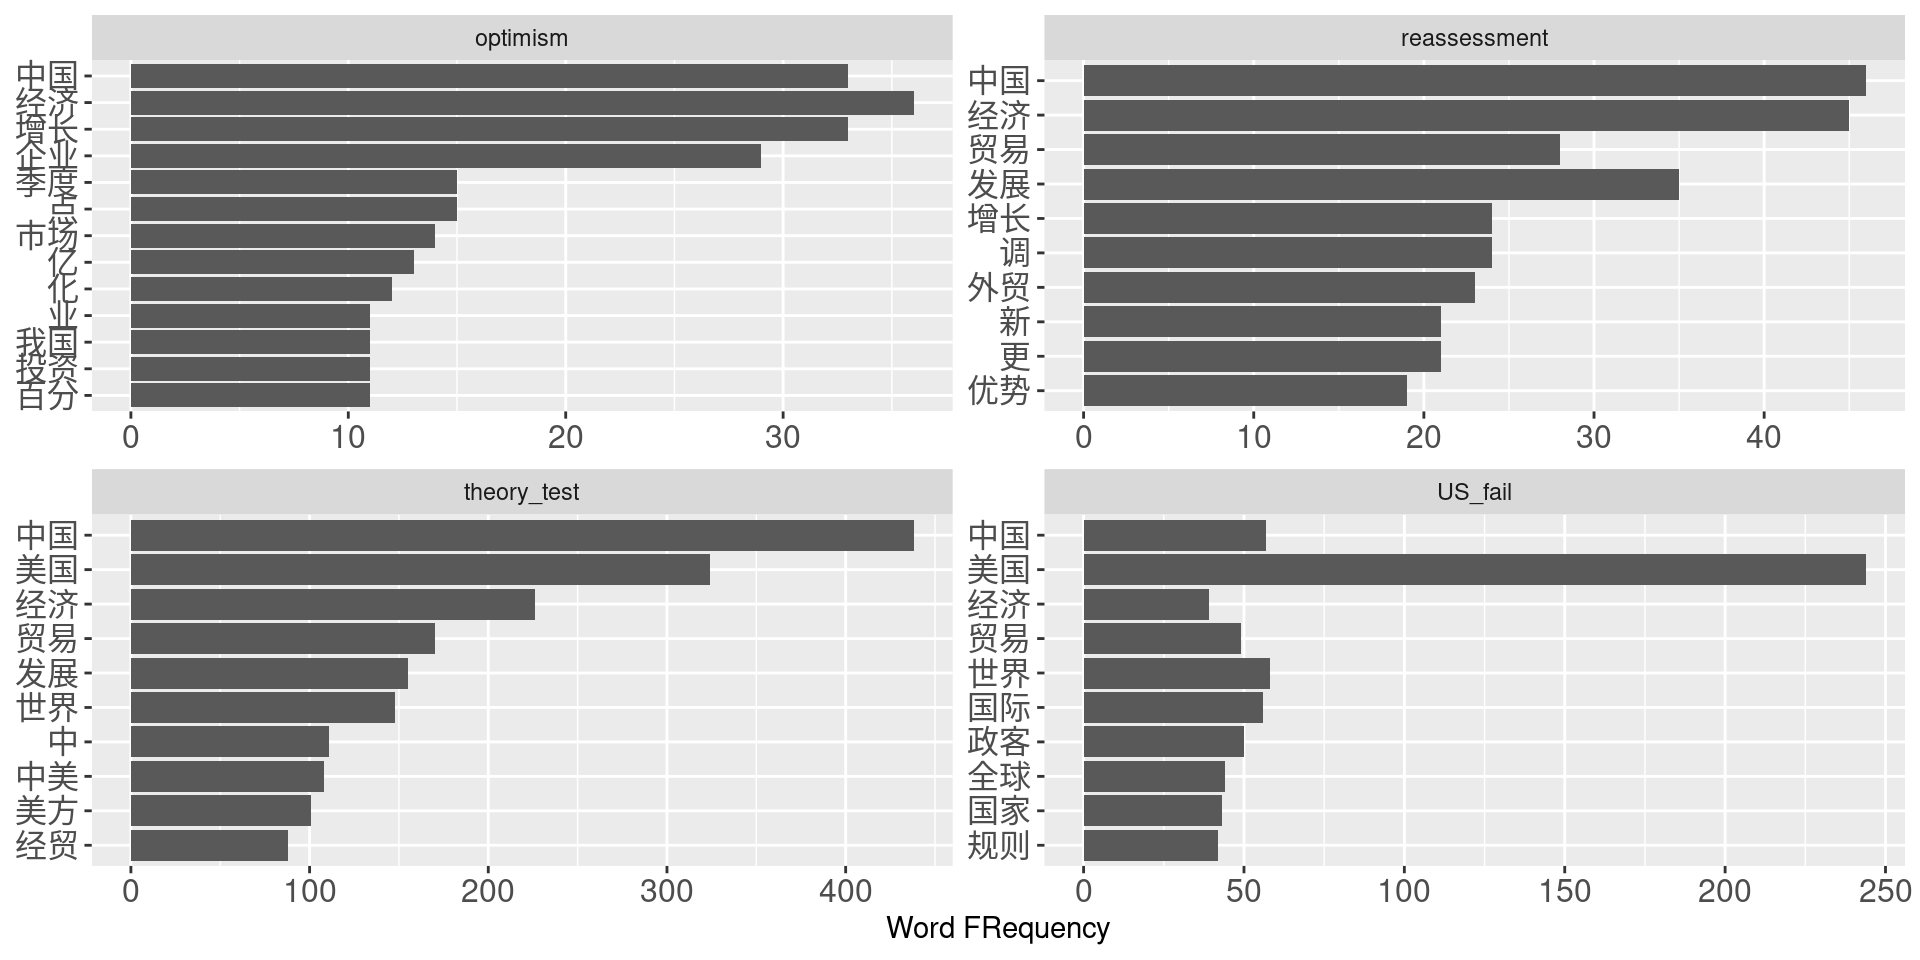 optimism
中国
经济
增长
企业
季度
点
市场
亿
化
业
我国
投资
百分
0 10 20 30
reassessment
中国
经济
贸易
发展
增长
调
外贸
新
更
优势
0 10 20 30 40
theory_test
中国
美国
经济
贸易
发展
世界
中
中美
美方
经贸
0 100 200 300 400
US_fail
中国
美国
经济
贸易
世界
国际
政客
全球
国家
规则
0 50 100 150 200 250
Word FRequency